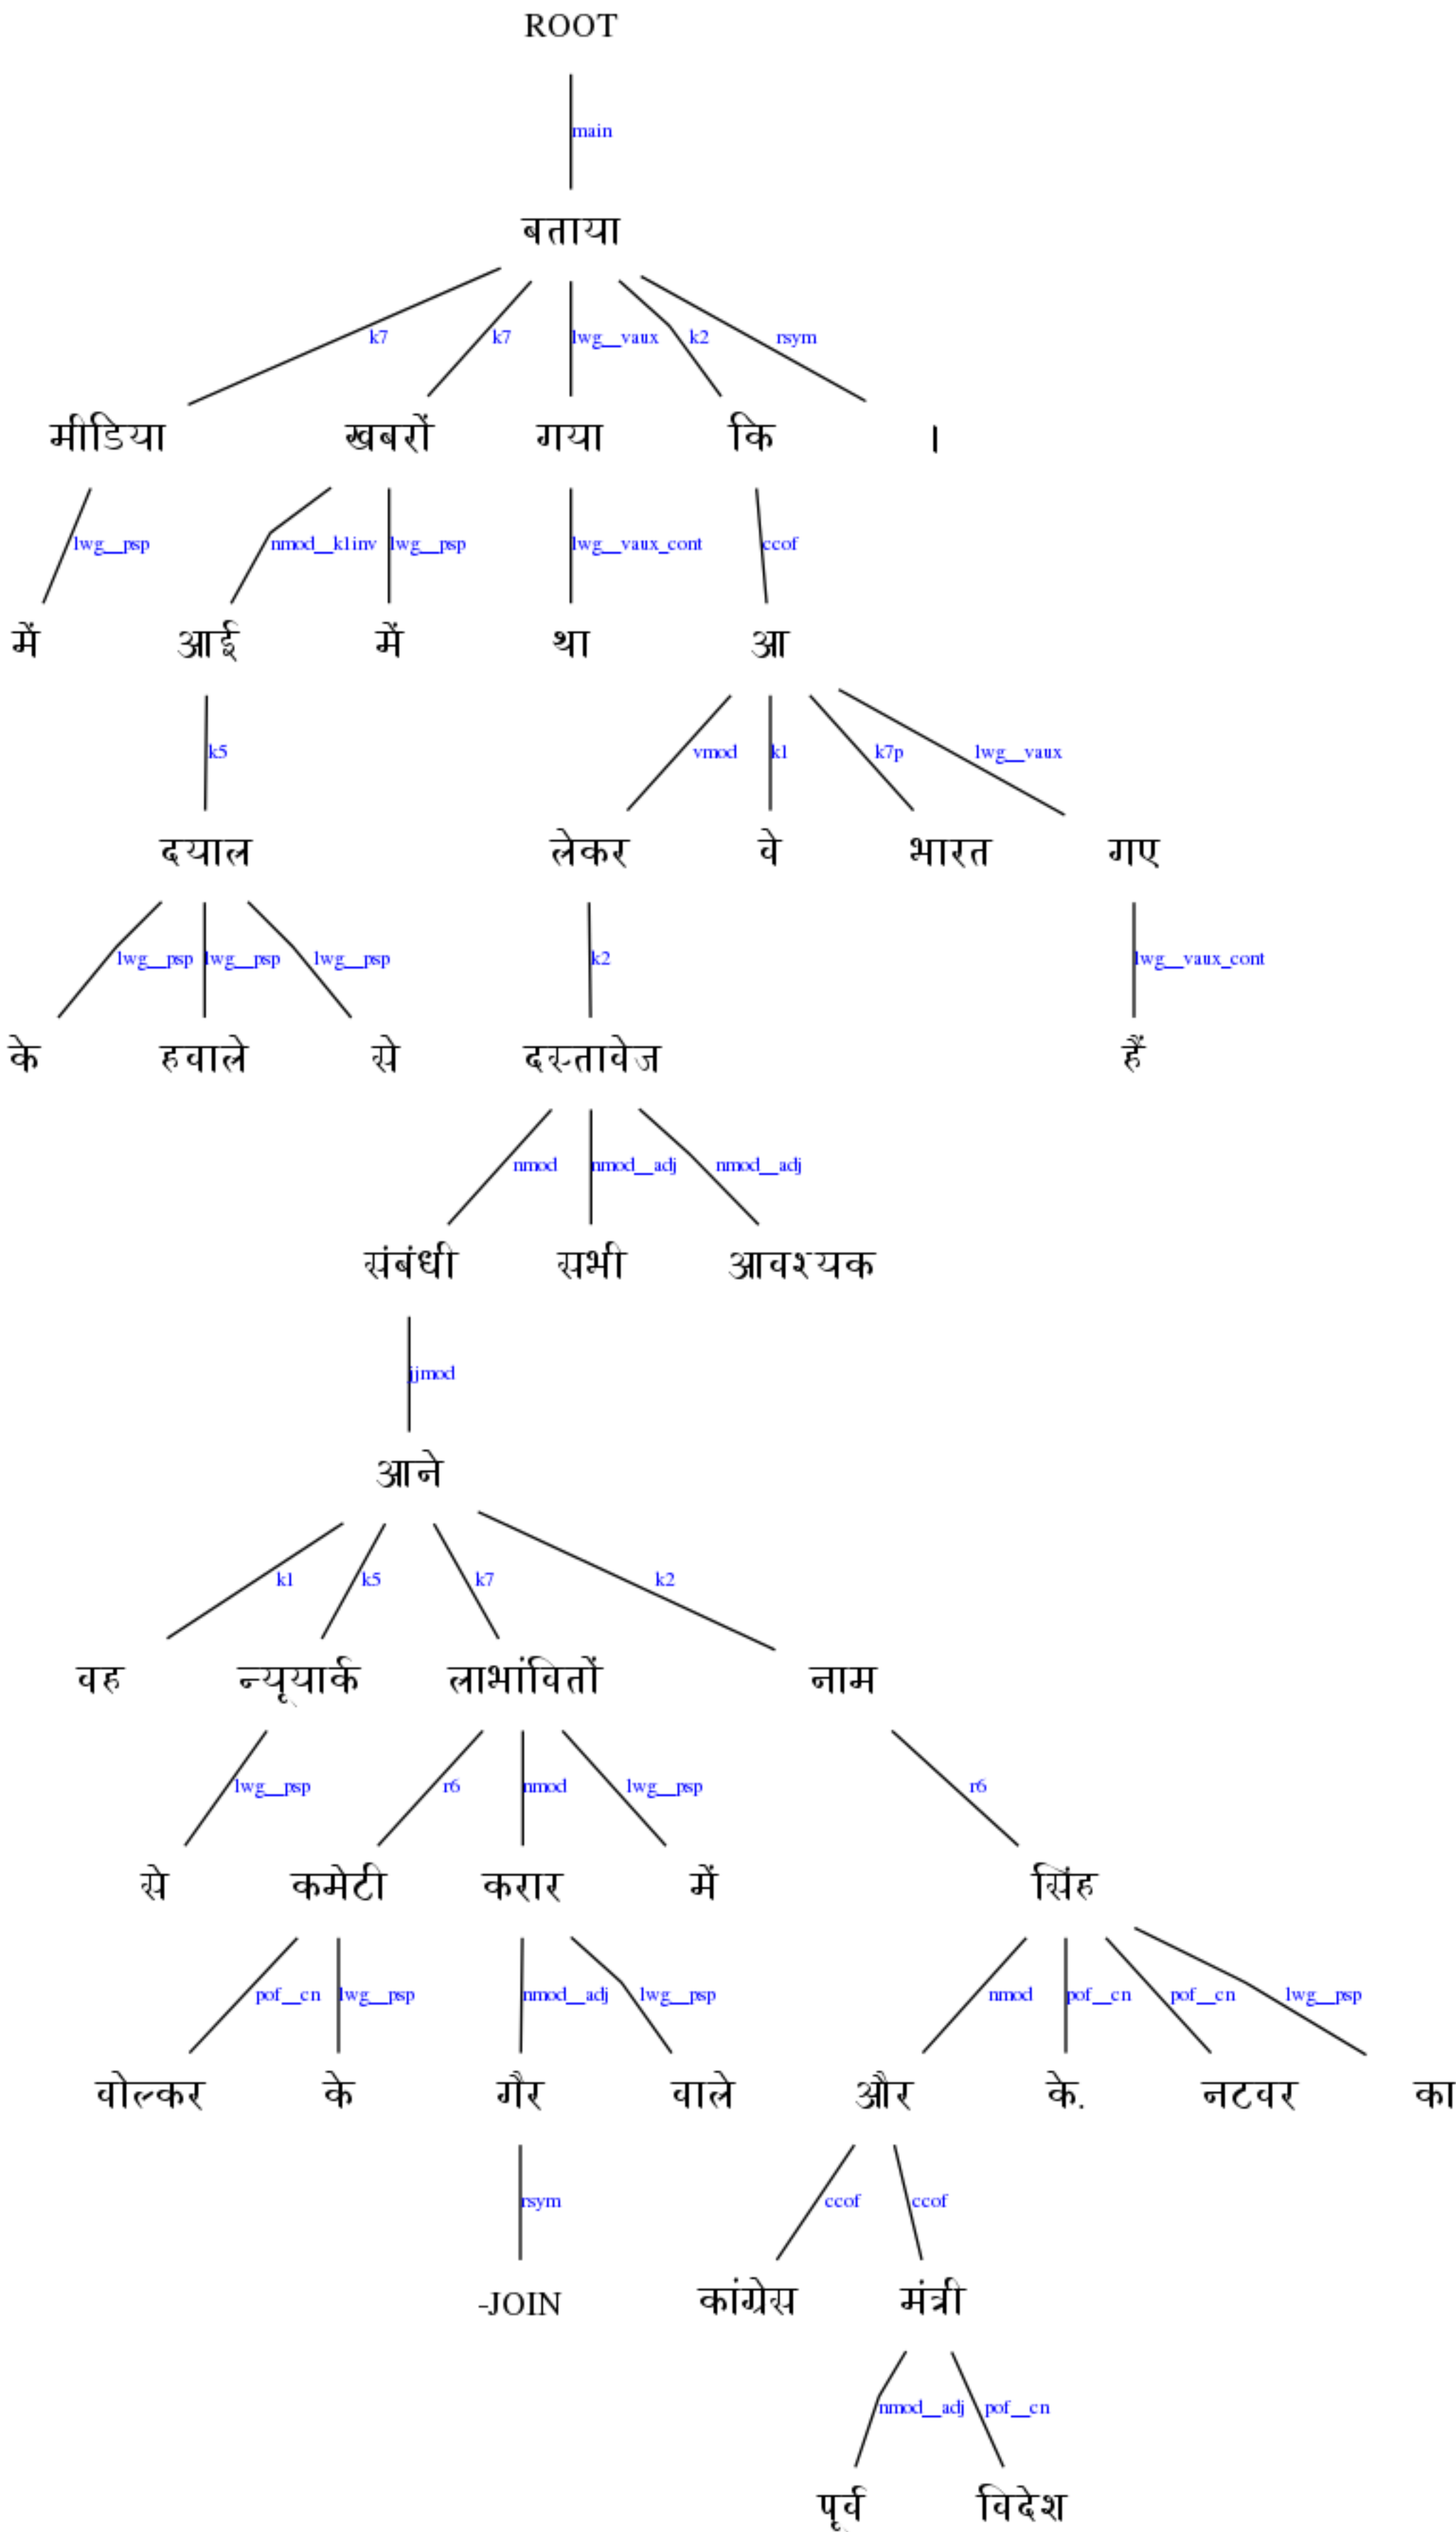 ROOT
main
बताया
k7 k7 lwg__vaux k2 rsym
मीडिया खबरों गया कि ।
lwg__psp nmod__k1inv lwg__psp lwg__vaux_cont ccof
में आई में था आ
k5 vmod k1 k7p lwg__vaux
दयाल लेकर वे भारत गए
lwg__psp lwg__psp lwg__psp k2 lwg__vaux_cont
के हवाले से दस्तावेज हैं
nmod nmod__adj nmod__adj
संबंधी सभी आवश्यक
jjmod
आने
k1 k5 k7 k2
वह न्यूयार्क लाभांवितों नाम
lwg__psp r6 nmod lwg__psp r6
से कमेटी करार में सिंह
pof__cn lwg__psp nmod__adj lwg__psp nmod pof__cn pof__cn lwg__psp
वोल्कर के गैर वाले और के. नटवर का
rsym ccof ccof
-JOIN कांग्रेस मंत्री
nmod__adj pof__cn
पूर्व विदेश